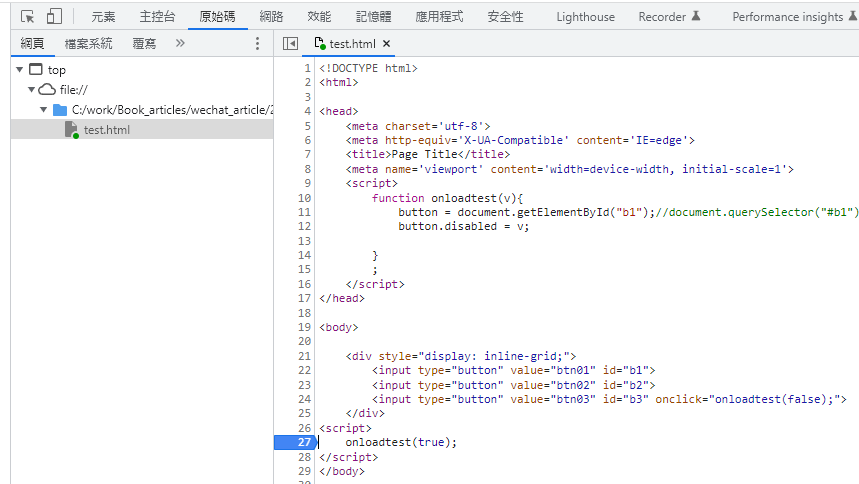 元素 主控台 原始碼 網路 效能 記憶體 應用程式 安全性 Lighthouse Recorder Performance insights
網頁 檔案系統 覆寫 » test.html ×
top
file://
C:/work/Book_articles/wechat_article/2
test.html
1 <!DOCTYPE html>
2 <html>
3
4 <head>
5 <meta charset='utf-8'>
6 <meta http-equiv='X-UA-Compatible' content='IE=edge'>
7 <title>Page Title</title>
8 <meta name='viewport' content='width=device-width, initial-scale=1'>
9 <script>
10 function onloadtest(v){
11 button = document.getElementById("b1");//document.querySelector("#b1")
12 button.disabled = v;
13
14 }
15 ;
16 </script>
17 </head>
18
19 <body>
20
21 <div style="display: inline-grid;">
22 <input type="button" value="btn01" id="b1">
23 <input type="button" value="btn02" id="b2">
24 <input type="button" value="btn03" id="b3" onclick="onloadtest(false);">
25 </div>
26 <script>
27 onloadtest(true);
28 </script>
29 </body>